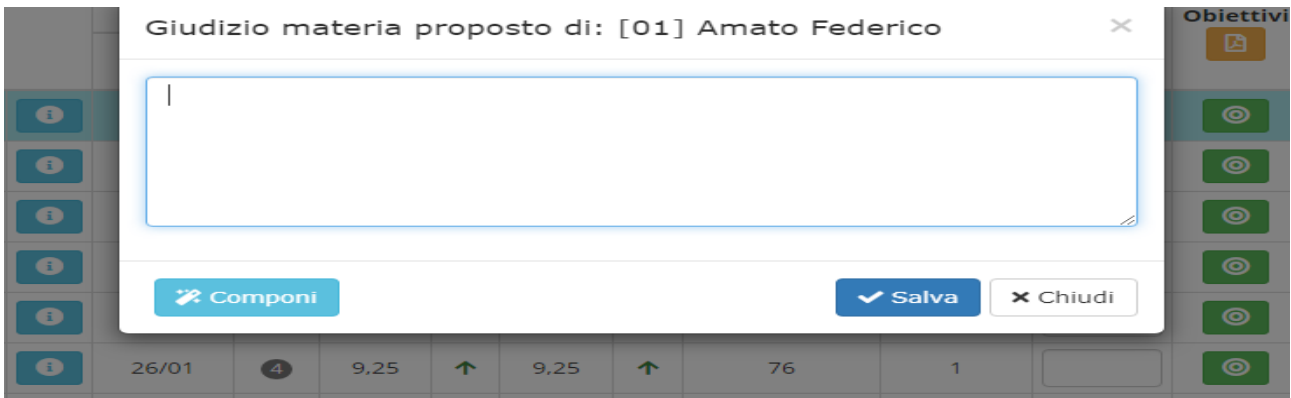 Giudizio materia proposto di: [01] Amato Federico
Obiettivi
Componi
Salva
Chiudi
26/01 4 9,25 9,25 76 1